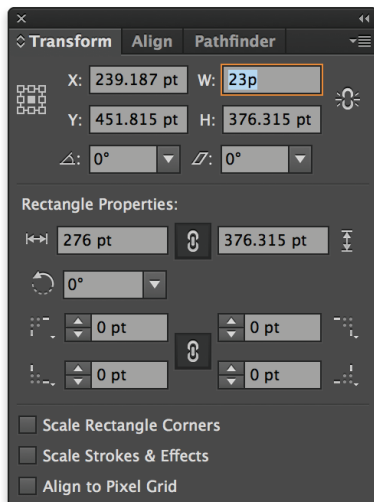 Transform Align Pathfinder
X: 239.187 pt W: 23p
Y: 451.815 pt H: 376.315 pt
: 0° : 0°
Rectangle Properties:
276 pt 376.315 pt
0°
0 pt 0 pt
0 pt 0 pt
Scale Rectangle Corners
Scale Strokes & Effects
Align to Pixel Grid